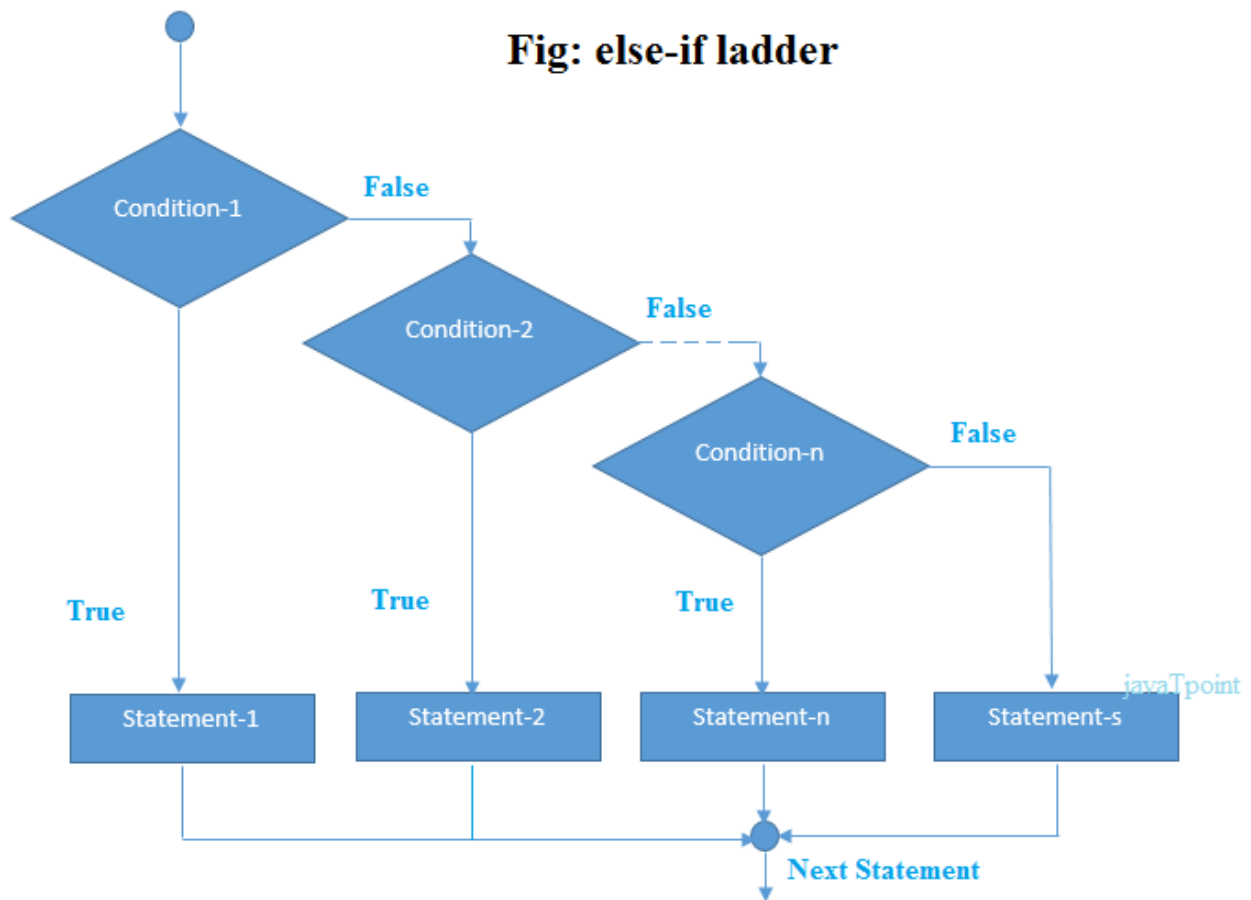 Fig: else-if ladder
Condition-1
False
Condition-2
False
Condition-n
False
True
True
True
Statement-1
Statement-2
Statement-n
Statement-s
javaTpoint
Next Statement